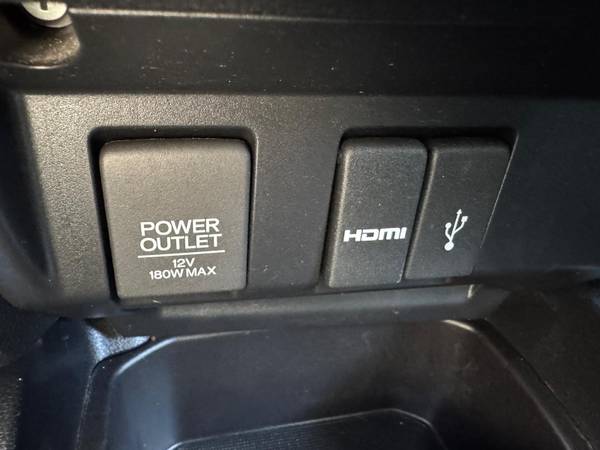 POWER
OUTLET
12V
180W MAX
HDMI